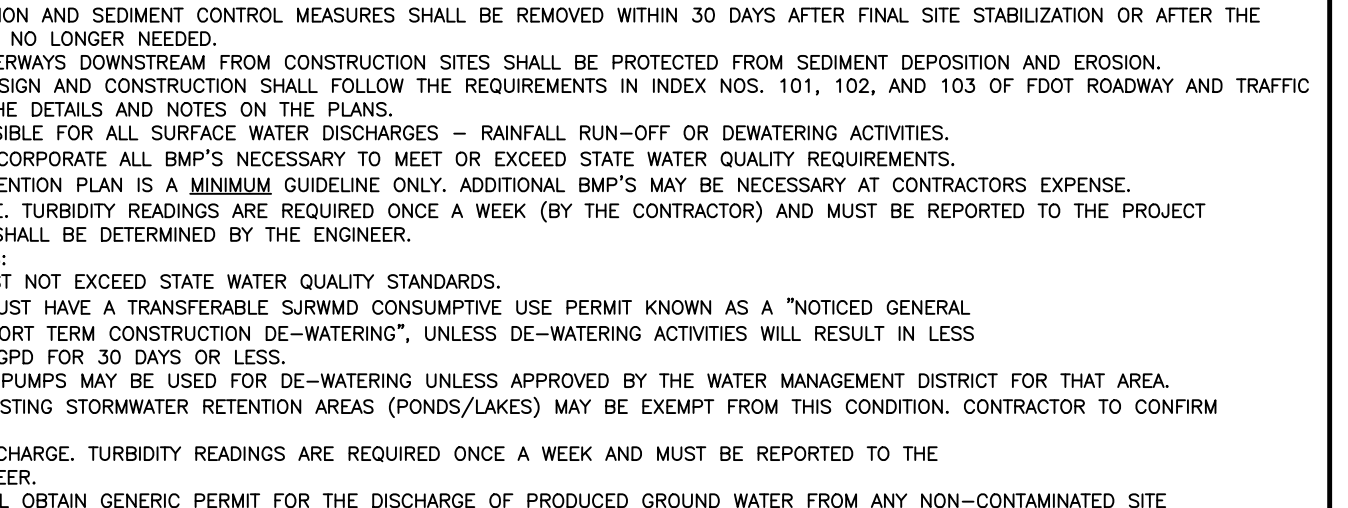 ION AND SEDIMENT CONTROL MEASURES SHALL BE REMOVED WITHIN 30 DAYS AFTER FINAL SITE STABILIZATION OR AFTER THE
NO LONGER NEEDED.
ERWAYS DOWNSTREAM FROM CONSTRUCTION SITES SHALL BE PROTECTED FROM SEDIMENT DEPOSITION AND EROSION.
SIGN AND CONSTRUCTION SHALL FOLLOW THE REQUIREMENTS IN INDEX NOS. 101, 102, AND 103 OF FDOT ROADWAY AND TRAFFIC
HE DETAILS AND NOTES ON THE PLANS.
SIBLE FOR ALL SURFACE WATER DISCHARGES – RAINFALL RUN–OFF OR DEWATERING ACTIVITIES.
CORPORATE ALL BMP'S NECESSARY TO MEET OR EXCEED STATE WATER QUALITY REQUIREMENTS.
ENTION PLAN IS A MINIMUM GUIDELINE ONLY. ADDITIONAL BMP'S MAY BE NECESSARY AT CONTRACTORS EXPENSE.
E. TURBIDITY READINGS ARE REQUIRED ONCE A WEEK (BY THE CONTRACTOR) AND MUST BE REPORTED TO THE PROJECT
SHALL BE DETERMINED BY THE ENGINEER.
:
ST NOT EXCEED STATE WATER QUALITY STANDARDS.
UST HAVE A TRANSFERABLE SJRWMD CONSUMPTIVE USE PERMIT KNOWN AS A "NOTICED GENERAL
ORT TERM CONSTRUCTION DE–WATERING", UNLESS DE–WATERING ACTIVITIES WILL RESULT IN LESS
GPD FOR 30 DAYS OR LESS.
PUMPS MAY BE USED FOR DE–WATERING UNLESS APPROVED BY THE WATER MANAGEMENT DISTRICT FOR THAT AREA.
STING STORMWATER RETENTION AREAS (PONDS/LAKES) MAY BE EXEMPT FROM THIS CONDITION. CONTRACTOR TO CONFIRM
CHARGE. TURBIDITY READINGS ARE REQUIRED ONCE A WEEK AND MUST BE REPORTED TO THE
EER.
L OBTAIN GENERIC PERMIT FOR THE DISCHARGE OF PRODUCED GROUND WATER FROM ANY NON–CONTAMINATED SITE